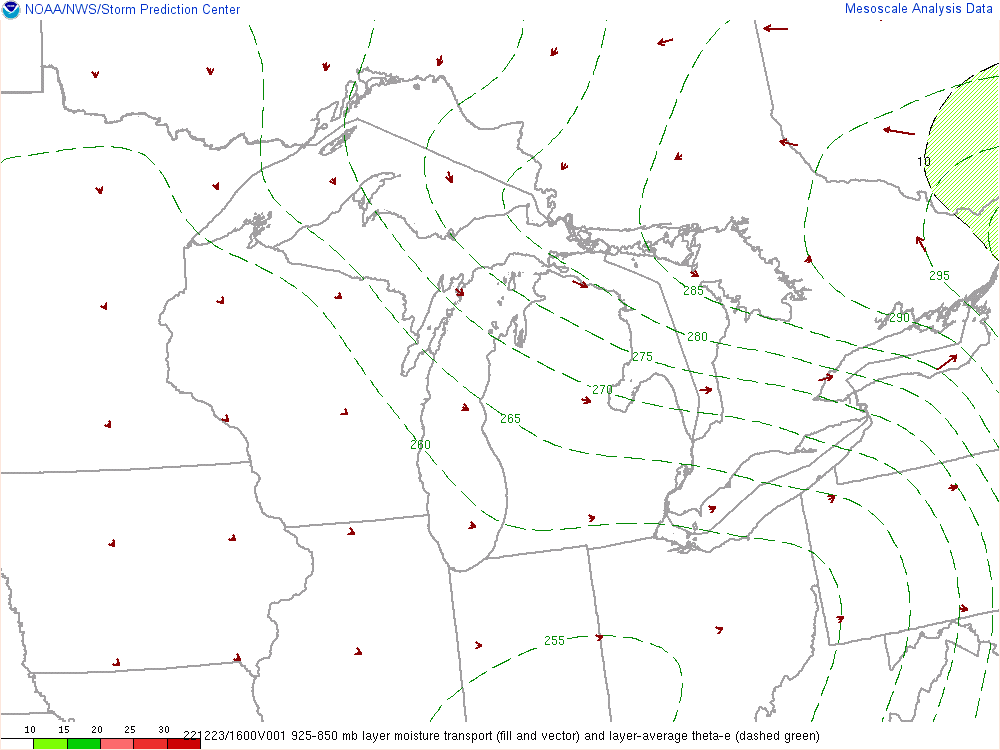 NOAA/NWS/Storm Prediction Center
Mesoscale Analysis Data
10
295
285
290
280
275
270
265
260
255
10 15 20 25 30
221223/1600V001 925-850 mb layer moisture transport (fill and vector) and layer-average theta-e (dashed green)